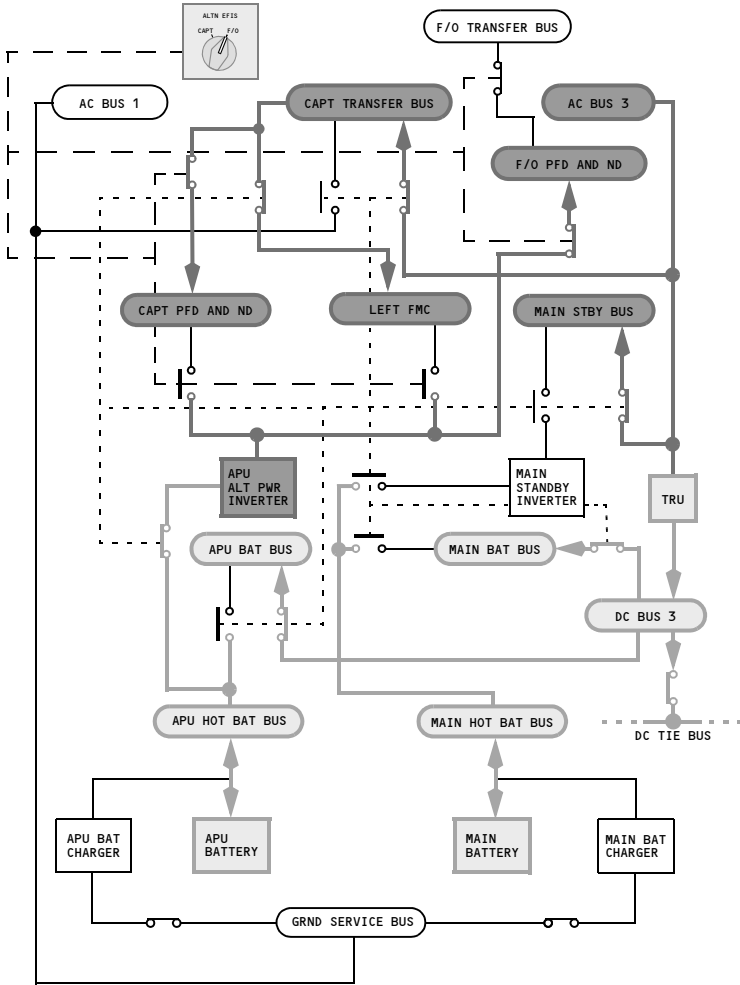 ALTN EFIS
CAPT F/O
F/O TRANSFER BUS
AC BUS 1
CAPT TRANSFER BUS
AC BUS 3
F/O PFD AND ND
CAPT PFD AND ND
LEFT FMC
MAIN STBY BUS
APU
ALT PWR
INVERTER
MAIN
STANDBY
INVERTER
TRU
APU BAT BUS
MAIN BAT BUS
DC BUS 3
APU HOT BAT BUS
MAIN HOT BAT BUS
DC TIE BUS
APU BAT
CHARGER
APU
BATTERY
MAIN
BATTERY
MAIN BAT
CHARGER
GRND SERVICE BUS